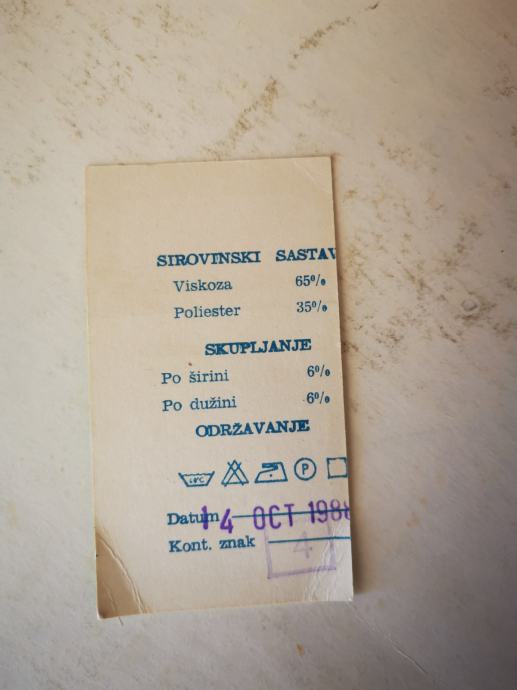 SIROVINSKI SASTAV
Viskoza 65%
Poliester 35%
SKUPLJANJE
Po širini 6%
Po dužini 6%
ODRŽAVANJE
P
Datum 14 OCT
Kont. znak 4